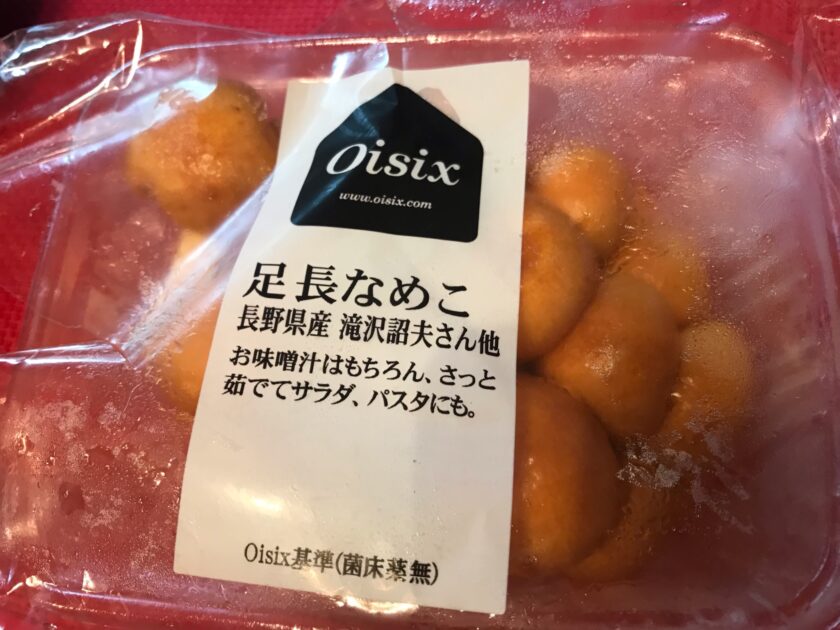 Oisix
www.oisix.com
足長なめこ
長野県産 滝沢詔夫さん他
お味噌汁はもちろん、さっと
茹でてサラダ、パスタにも。
Oisix基準(菌床薬無)